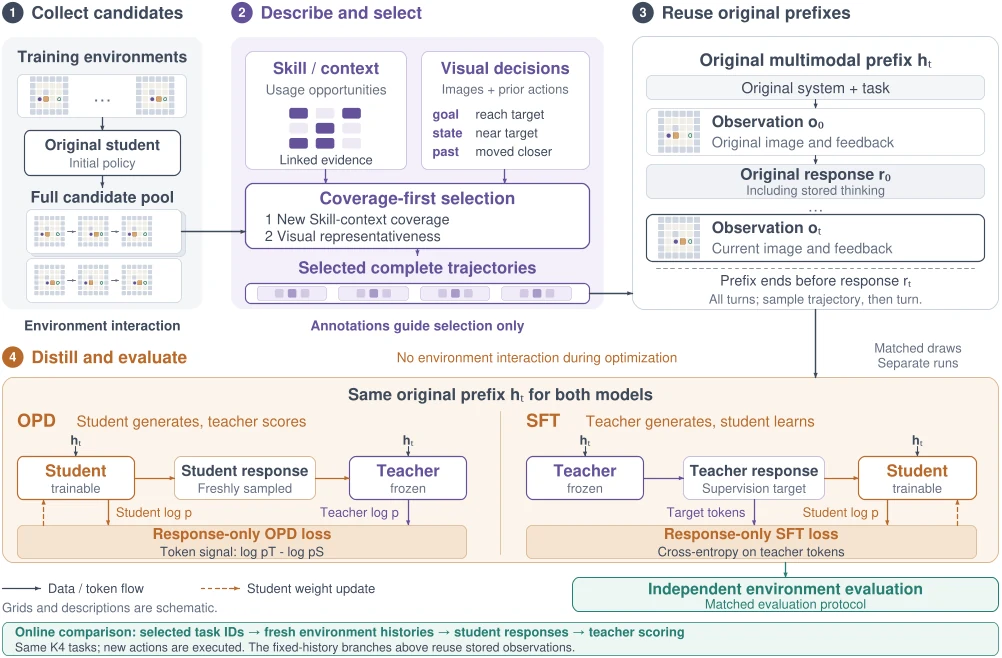 1 Collect candidates
Training environments
...
Original student
Initial policy
Full candidate pool
Environment interaction
2 Describe and select
Skill / context
Usage opportunities
Linked evidence
Visual decisions
Images + prior actions
goal reach target
state near target
past moved closer
Coverage-first selection
1 New Skill-context coverage
2 Visual representativeness
Selected complete trajectories
Annotations guide selection only
3 Reuse original prefixes
Original multimodal prefix hₜ
Original system + task
Observation o₀
Original image and feedback
Original response r₀
Including stored thinking
...
Observation oₜ
Current image and feedback
Prefix ends before response rₜ
All turns; sample trajectory, then turn.
4 Distill and evaluate
No environment interaction during optimization
Matched draws
Separate runs
Same original prefix hₜ for both models
OPD Student generates, teacher scores
hₜ
hₜ
Student
trainable
Student response
Freshly sampled
Teacher
frozen
Student log p
Teacher log p
Response-only OPD loss
Token signal: log pT - log pS
SFT Teacher generates, student learns
hₜ
hₜ
Teacher
frozen
Teacher response
Supervision target
Student
trainable
Target tokens
Student log p
Response-only SFT loss
Cross-entropy on teacher tokens
Data / token flow
Student weight update
Grids and descriptions are schematic.
Independent environment evaluation
Matched evaluation protocol
Online comparison: selected task IDs → fresh environment histories → student responses → teacher scoring
Same K4 tasks; new actions are executed. The fixed-history branches above reuse stored observations.